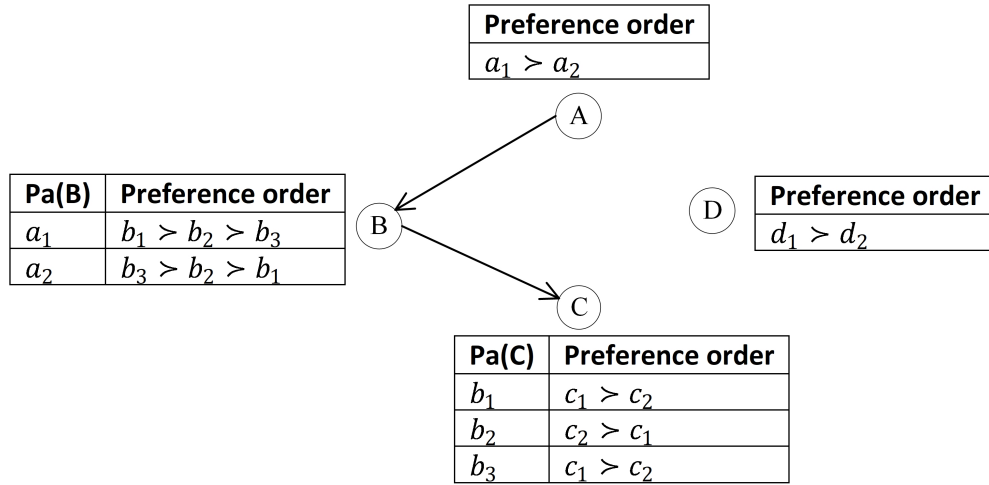 Preference order
a₁ ≻ a₂
A
Pa(B) Preference order
a₁ b₁ ≻ b₂ ≻ b₃
a₂ b₃ ≻ b₂ ≻ b₁
B
D
Preference order
d₁ ≻ d₂
C
Pa(C) Preference order
b₁ c₁ ≻ c₂
b₂ c₂ ≻ c₁
b₃ c₁ ≻ c₂